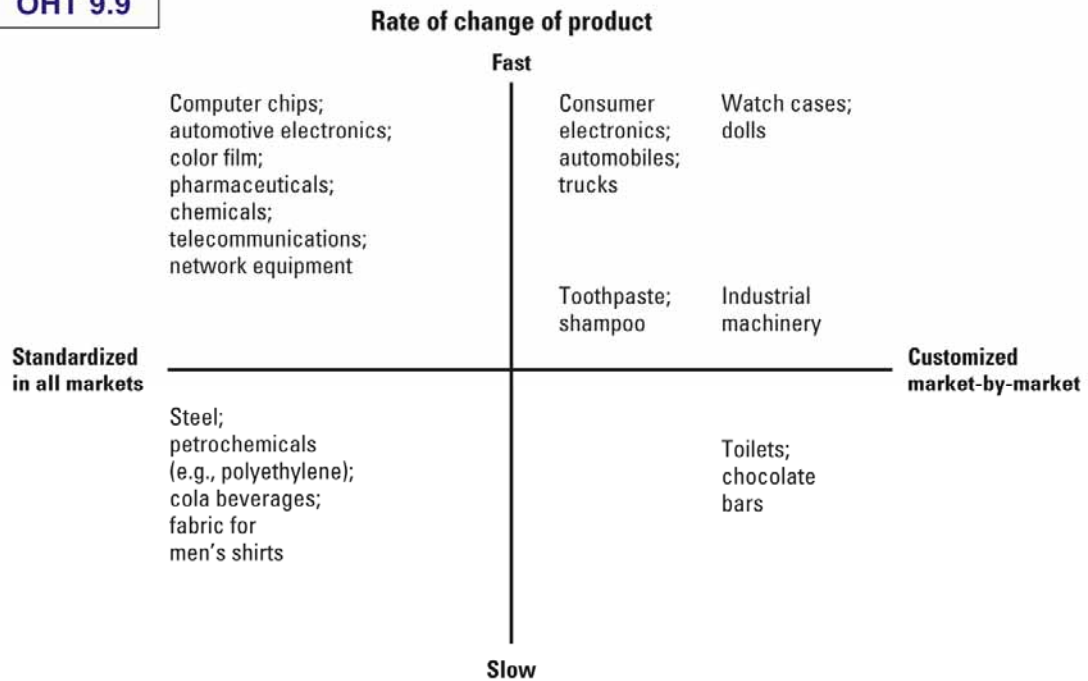 OHT 9.9
Rate of change of product
Fast
Computer chips;
automotive electronics;
color film;
pharmaceuticals;
chemicals;
telecommunications;
network equipment
Consumer
electronics;
automobiles;
trucks
Watch cases;
dolls
Toothpaste;
shampoo
Industrial
machinery
Standardized
in all markets
Customized
market-by-market
Steel;
petrochemicals
(e.g., polyethylene);
cola beverages;
fabric for
men's shirts
Toilets;
chocolate
bars
Slow